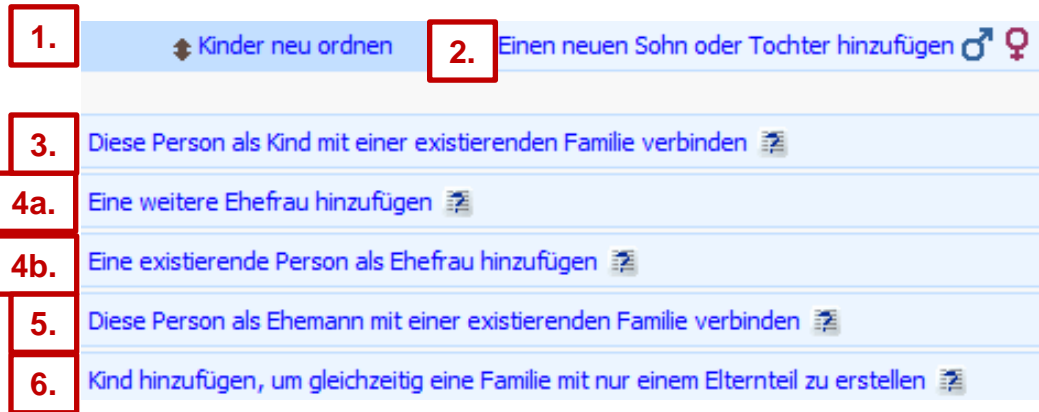 1. Kinder neu ordnen 2. Einen neuen Sohn oder Tochter hinzufügen ♂ ♀
3. Diese Person als Kind mit einer existierenden Familie verbinden ?
4a. Eine weitere Ehefrau hinzufügen ?
4b. Eine existierende Person als Ehefrau hinzufügen ?
5. Diese Person als Ehemann mit einer existierenden Familie verbinden ?
6. Kind hinzufügen, um gleichzeitig eine Familie mit nur einem Elternteil zu erstellen ?